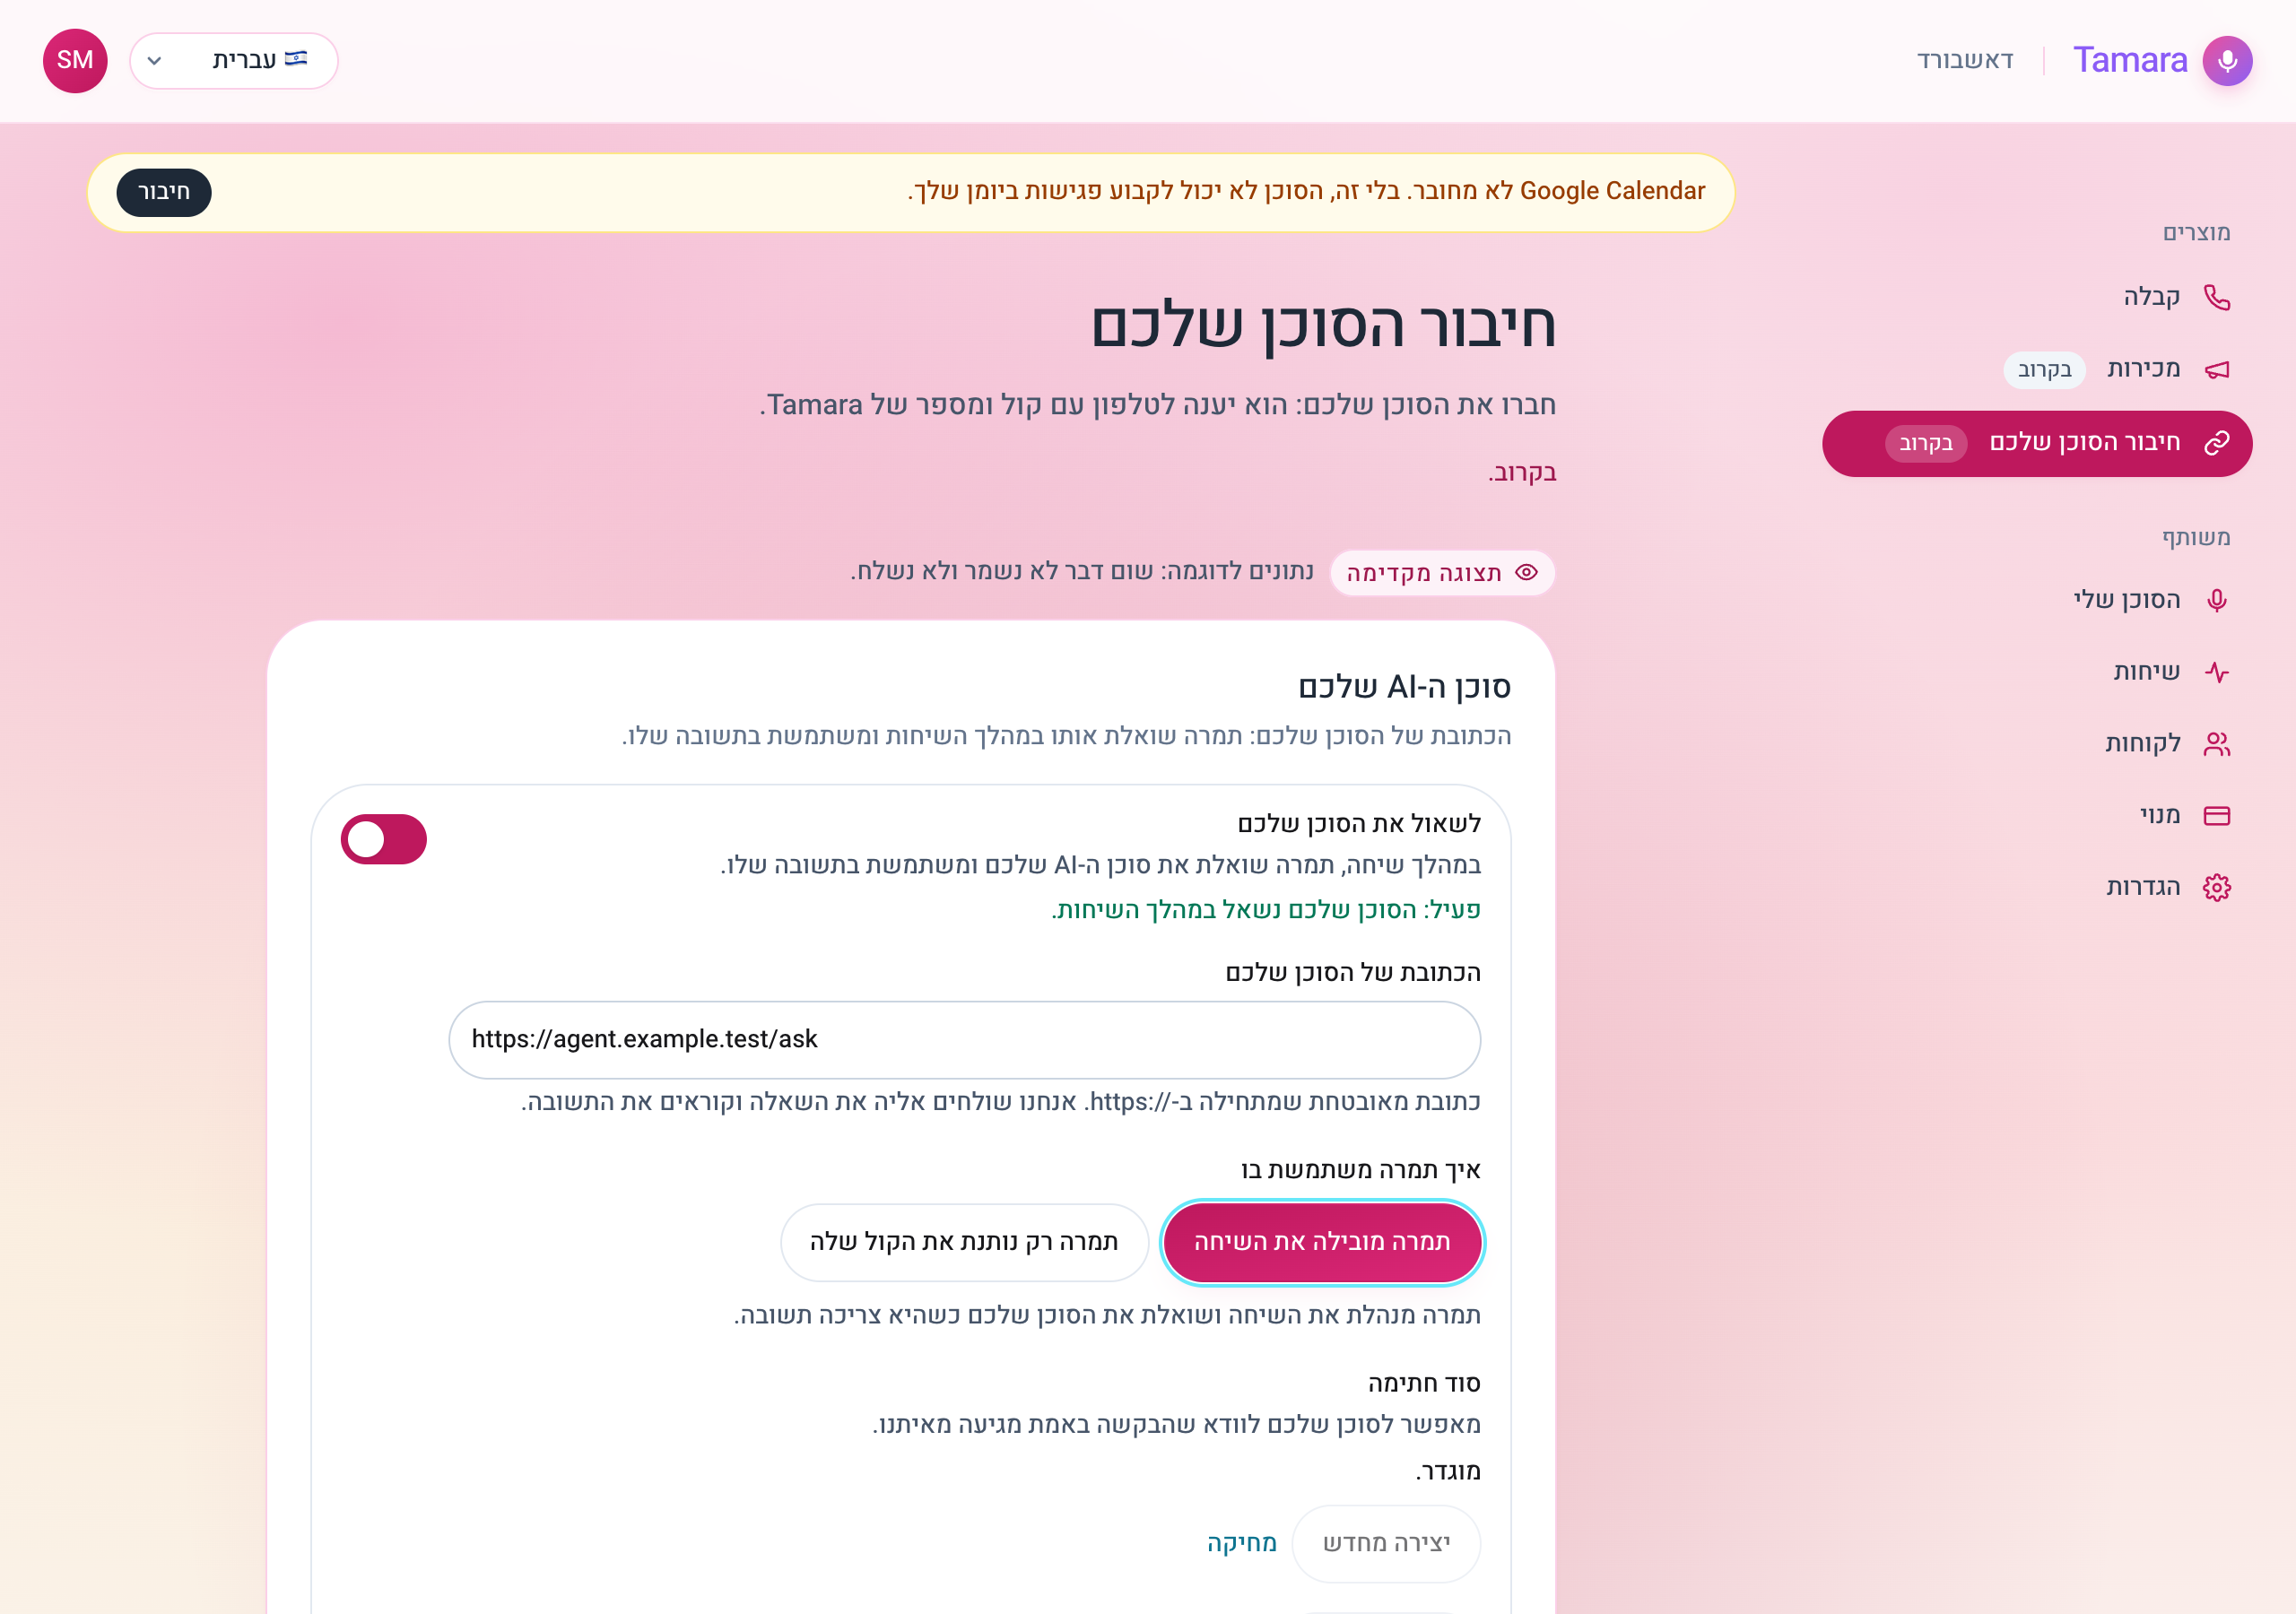 Tamara
דאשבורד
עברית
SM
Google Calendar לא מחובר. בלי זה, הסוכן לא יכול לקבוע פגישות ביומן שלך.
חיבור
מוצרים
קבלה
מכירות
בקרוב
חיבור הסוכן שלכם
בקרוב
משותף
הסוכן שלי
שיחות
לקוחות
מנוי
הגדרות
חיבור הסוכן שלכם
חברו את הסוכן שלכם: הוא יענה לטלפון עם קול ומספר של Tamara.
בקרוב.
תצוגה מקדימה
נתונים לדוגמה: שום דבר לא נשמר ולא נשלח.
סוכן ה-AI שלכם
הכתובת של הסוכן שלכם: תמרה שואלת אותו במהלך השיחות ומשתמשת בתשובה שלו.
לשאול את הסוכן שלכם
במהלך שיחה, תמרה שואלת את סוכן ה-AI שלכם ומשתמשת בתשובה שלו.
פעיל: הסוכן שלכם נשאל במהלך השיחות.
הכתובת של הסוכן שלכם
https://agent.example.test/ask
כתובת מאובטחת שמתחילה ב-https://. אנחנו שולחים אליה את השאלה וקוראים את התשובה.
איך תמרה משתמשת בו
תמרה מובילה את השיחה
תמרה רק נותנת את הקול שלה
תמרה מנהלת את השיחה ושואלת את הסוכן שלכם כשהיא צריכה תשובה.
סוד חתימה
מאפשר לסוכן שלכם לוודא שהבקשה באמת מגיעה מאיתנו.
מוגדר.
יצירה מחדש
מחיקה